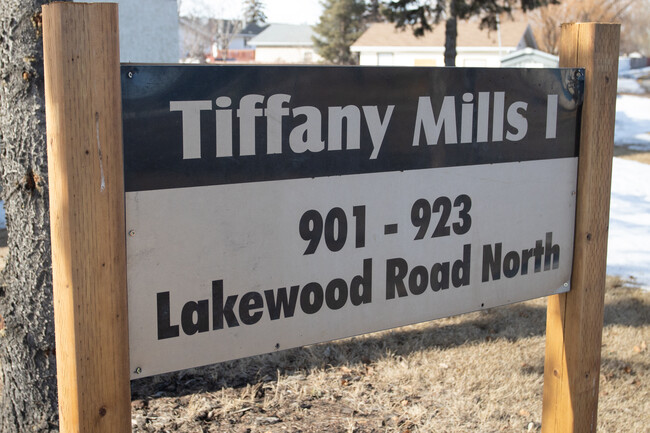 Tiffany Mills I
901 - 923
Lakewood Road North